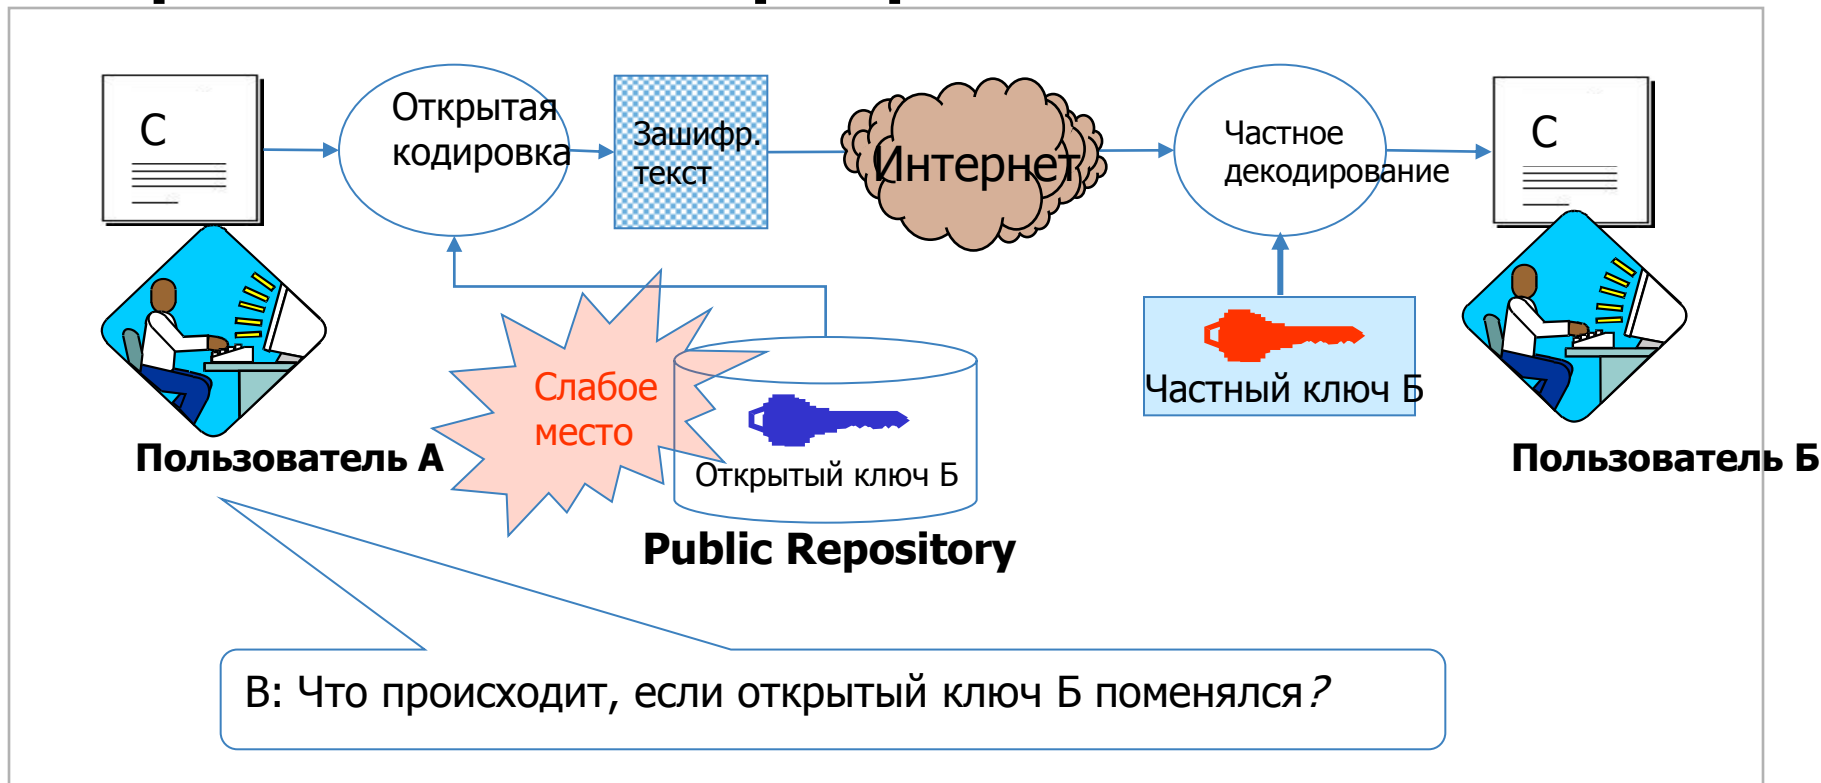 С
Открытая
кодировка
Зашифр.
текст
Интернет
Частное
декодирование
С
Слабое
место
Открытый ключ Б
Частный ключ Б
Пользователь А
Пользователь Б
Public Repository
В: Что происходит, если открытый ключ Б поменялся?